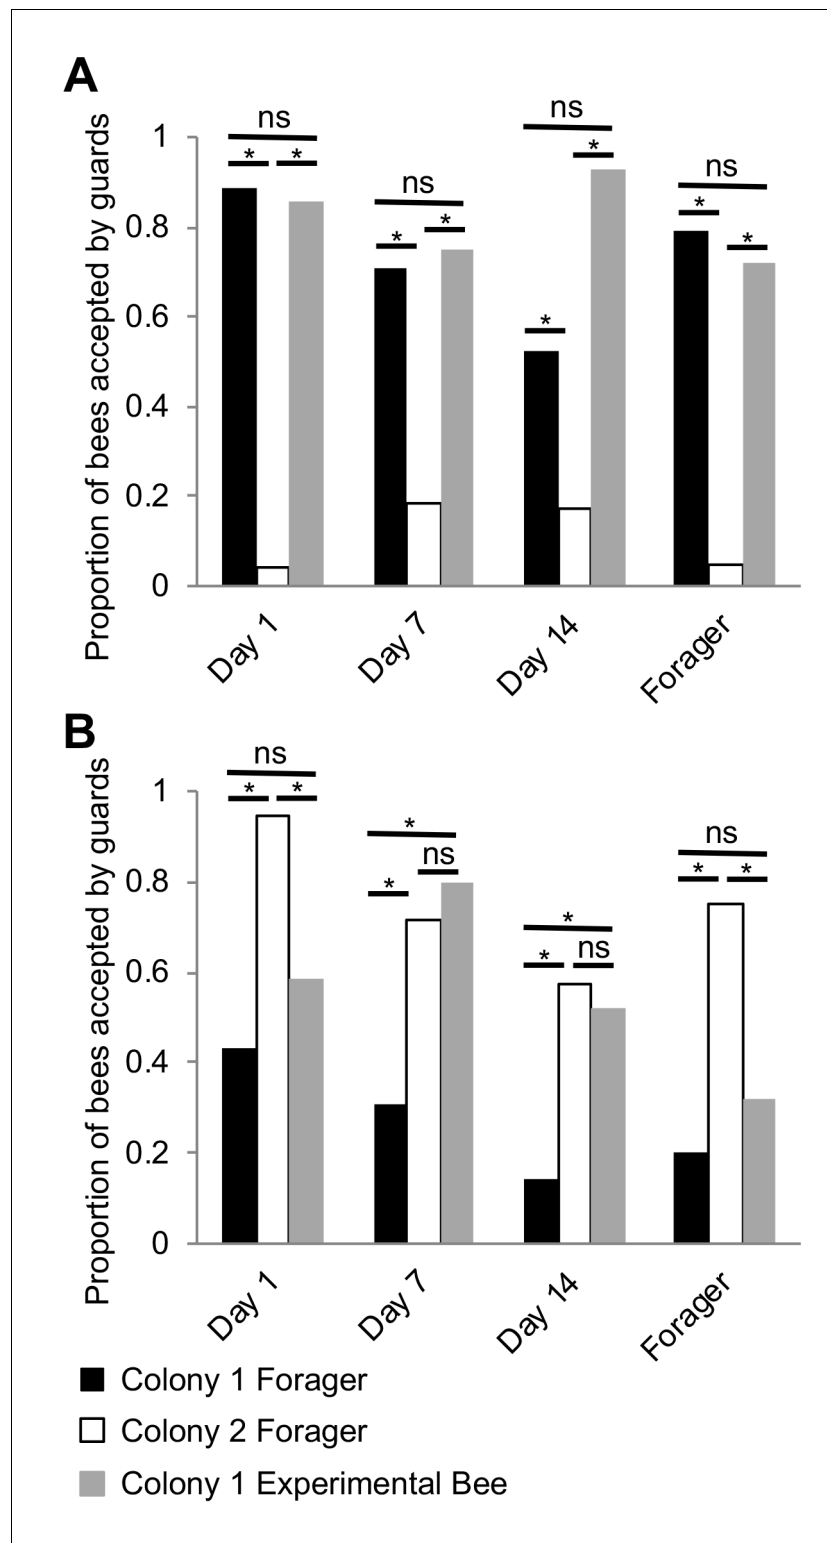 A
Proportion of bees accepted by guards
1
0.8
0.6
0.4
0.2
0
ns
* *
ns
* *
ns
*
*
ns
*
*
Day 1
Day 7
Day 14
Forager
B
Proportion of bees accepted by guards
1
0.8
0.6
0.4
0.2
0
ns
* *
*
ns
*
*
* ns
ns
* *
Day 1
Day 7
Day 14
Forager
Colony 1 Forager
Colony 2 Forager
Colony 1 Experimental Bee